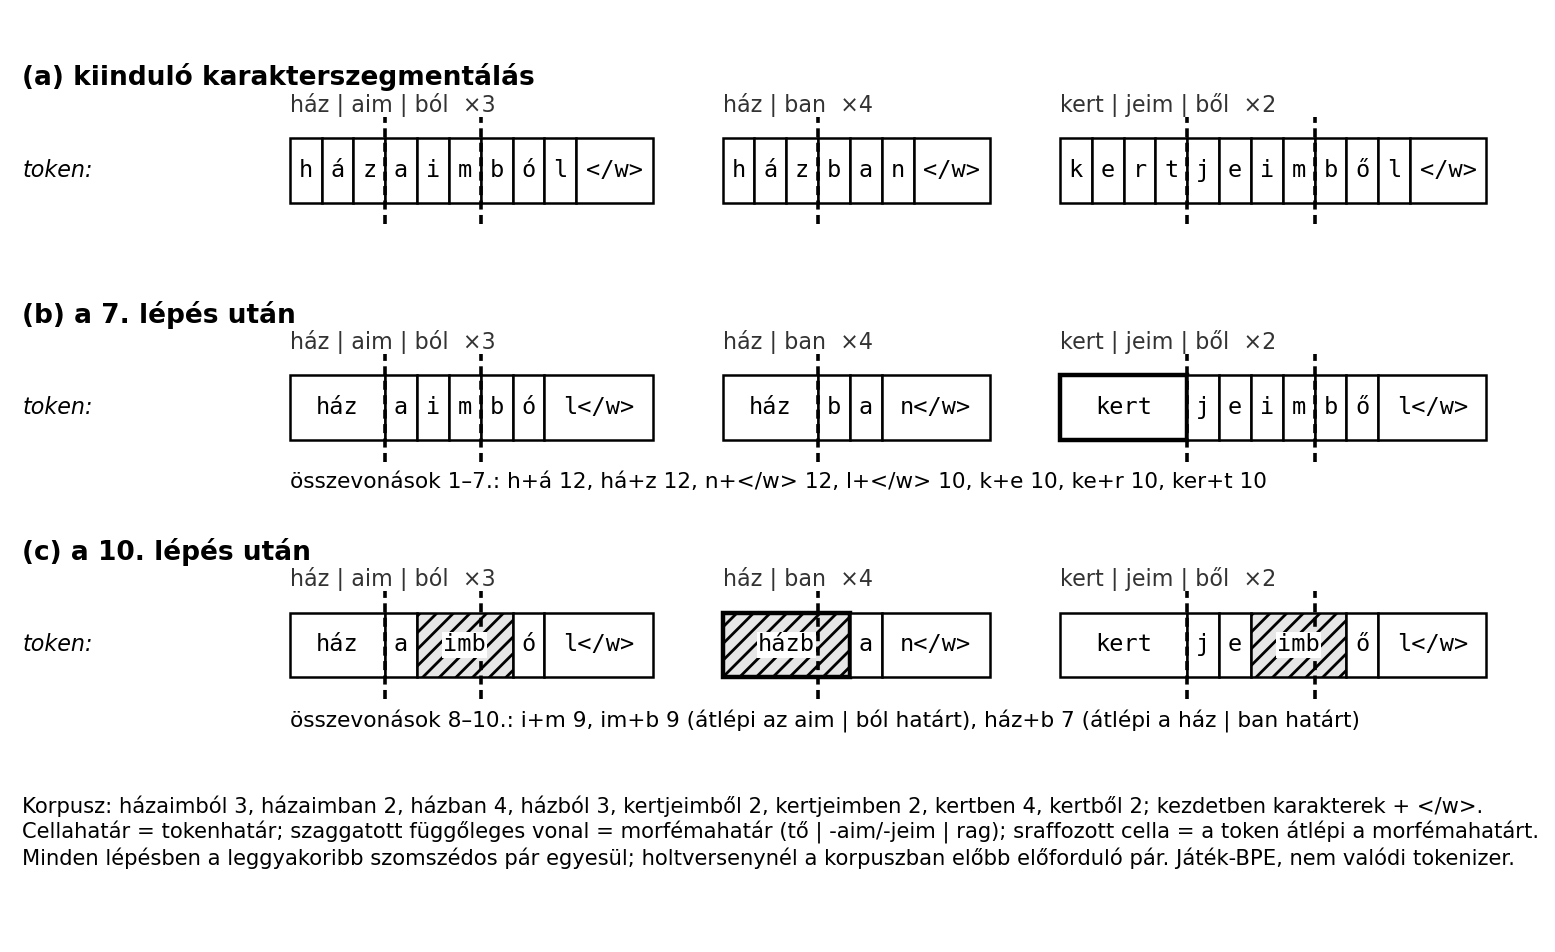 (a) kiinduló karakterszegmentálás
ház | aim | ból ×3 ház | ban ×4 kert | jeim | ből ×2
token: h á z a i m b ó l </w> h á z b a n </w> k e r t j e i m b ő l </w>
(b) a 7. lépés után
ház | aim | ból ×3 ház | ban ×4 kert | jeim | ből ×2
token: ház a i m b ó l</w> ház b a n</w> kert j e i m b ő l</w>
összevonások 1–7.: h+á 12, há+z 12, n+</w> 12, l+</w> 10, k+e 10, ke+r 10, ker+t 10
(c) a 10. lépés után
ház | aim | ból ×3 ház | ban ×4 kert | jeim | ből ×2
token: ház a imb ó l</w> házb a n</w> kert j e imb ő l</w>
összevonások 8–10.: i+m 9, im+b 9 (átlépi az aim | ból határt), ház+b 7 (átlépi a ház | ban határt)
Korpusz: házaimból 3, házaimban 2, házban 4, házból 3, kertjeimből 2, kertjeimben 2, kertben 4, kertből 2; kezdetben karakterek + </w>.
Cellahatár = tokenhatár; szaggatott függőleges vonal = morfémahatár (tő | -aim/-jeim | rag); sraffozott cella = a token átlépi a morfémahatárt.
Minden lépésben a leggyakoribb szomszédos pár egyesül; holtversenynél a korpuszban előbb előforduló pár. Játék-BPE, nem valódi tokenizer.